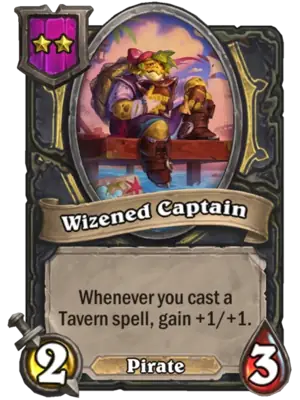 Wizened Captain
Whenever you cast a
Tavern spell, gain +1/+1.
2
Pirate
3